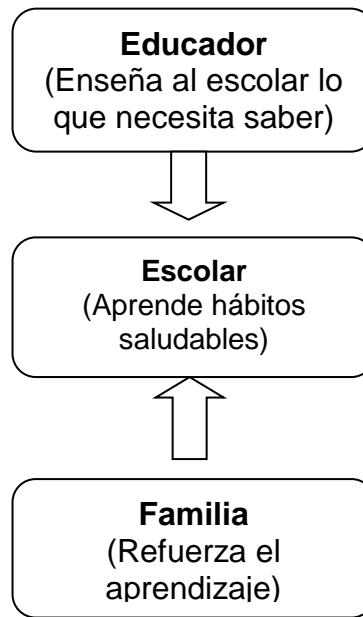 Educador
(Enseña al escolar lo
que necesita saber)
Escolar
(Aprende hábitos
saludables)
Familia
(Refuerza el
aprendizaje)